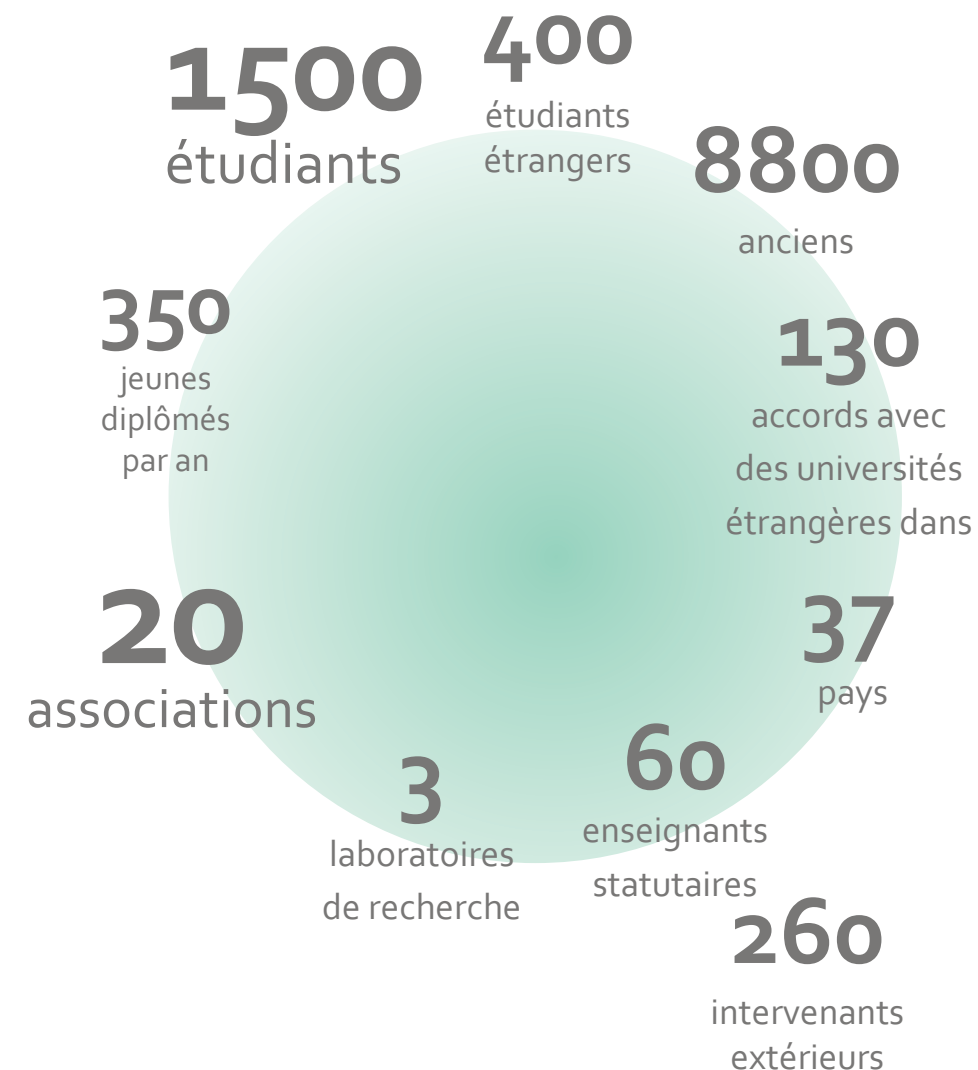 1500
étudiants
400
étudiants
étrangers
8800
anciens
350
jeunes
diplômés
par an
130
accords avec
des universités
étrangères dans
37
pays
20
associations
3
laboratoires
de recherche
60
enseignants
statutaires
260
intervenants
extérieurs